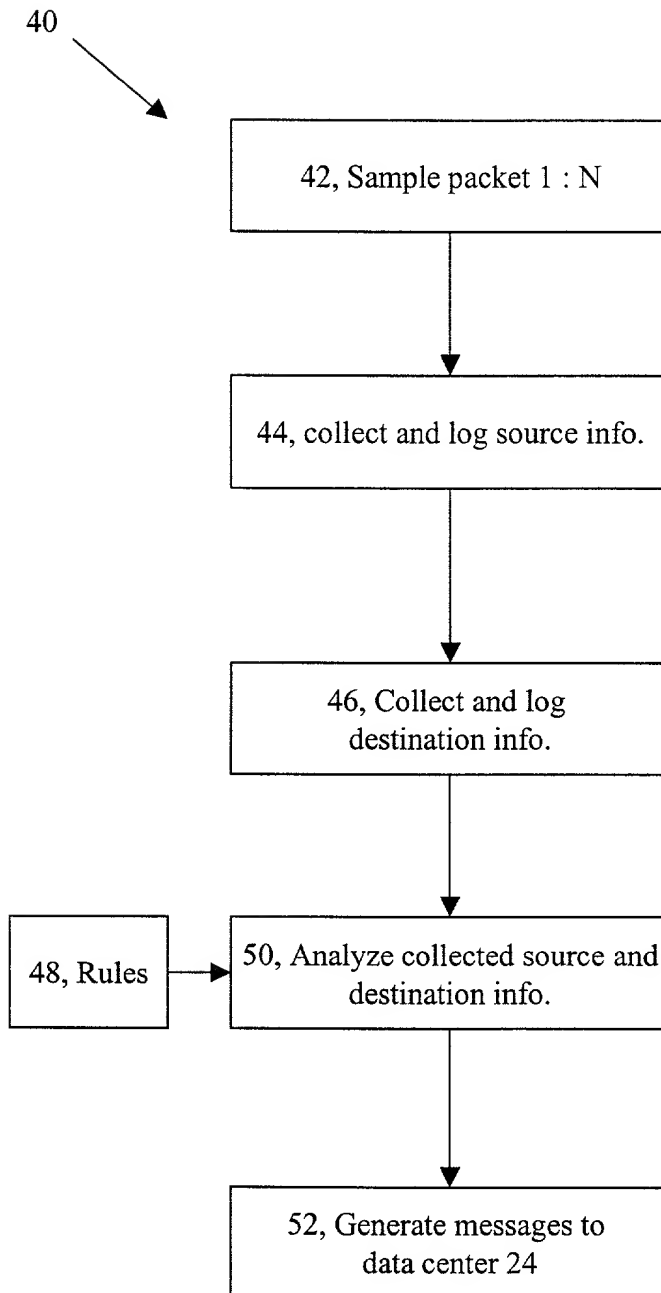 40
42, Sample packet 1 : N
44, collect and log source info.
46, Collect and log
destination info.
48, Rules
50, Analyze collected source and
destination info.
52, Generate messages to
data center 24